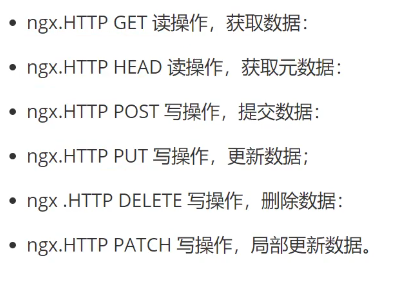 ngx.HTTP GET 读操作，获取数据：
ngx.HTTP HEAD 读操作，获取元数据：
ngx.HTTP POST 写操作，提交数据：
ngx.HTTP PUT 写操作，更新数据；
ngx .HTTP DELETE 写操作，删除数据：
ngx.HTTP PATCH 写操作，局部更新数据。